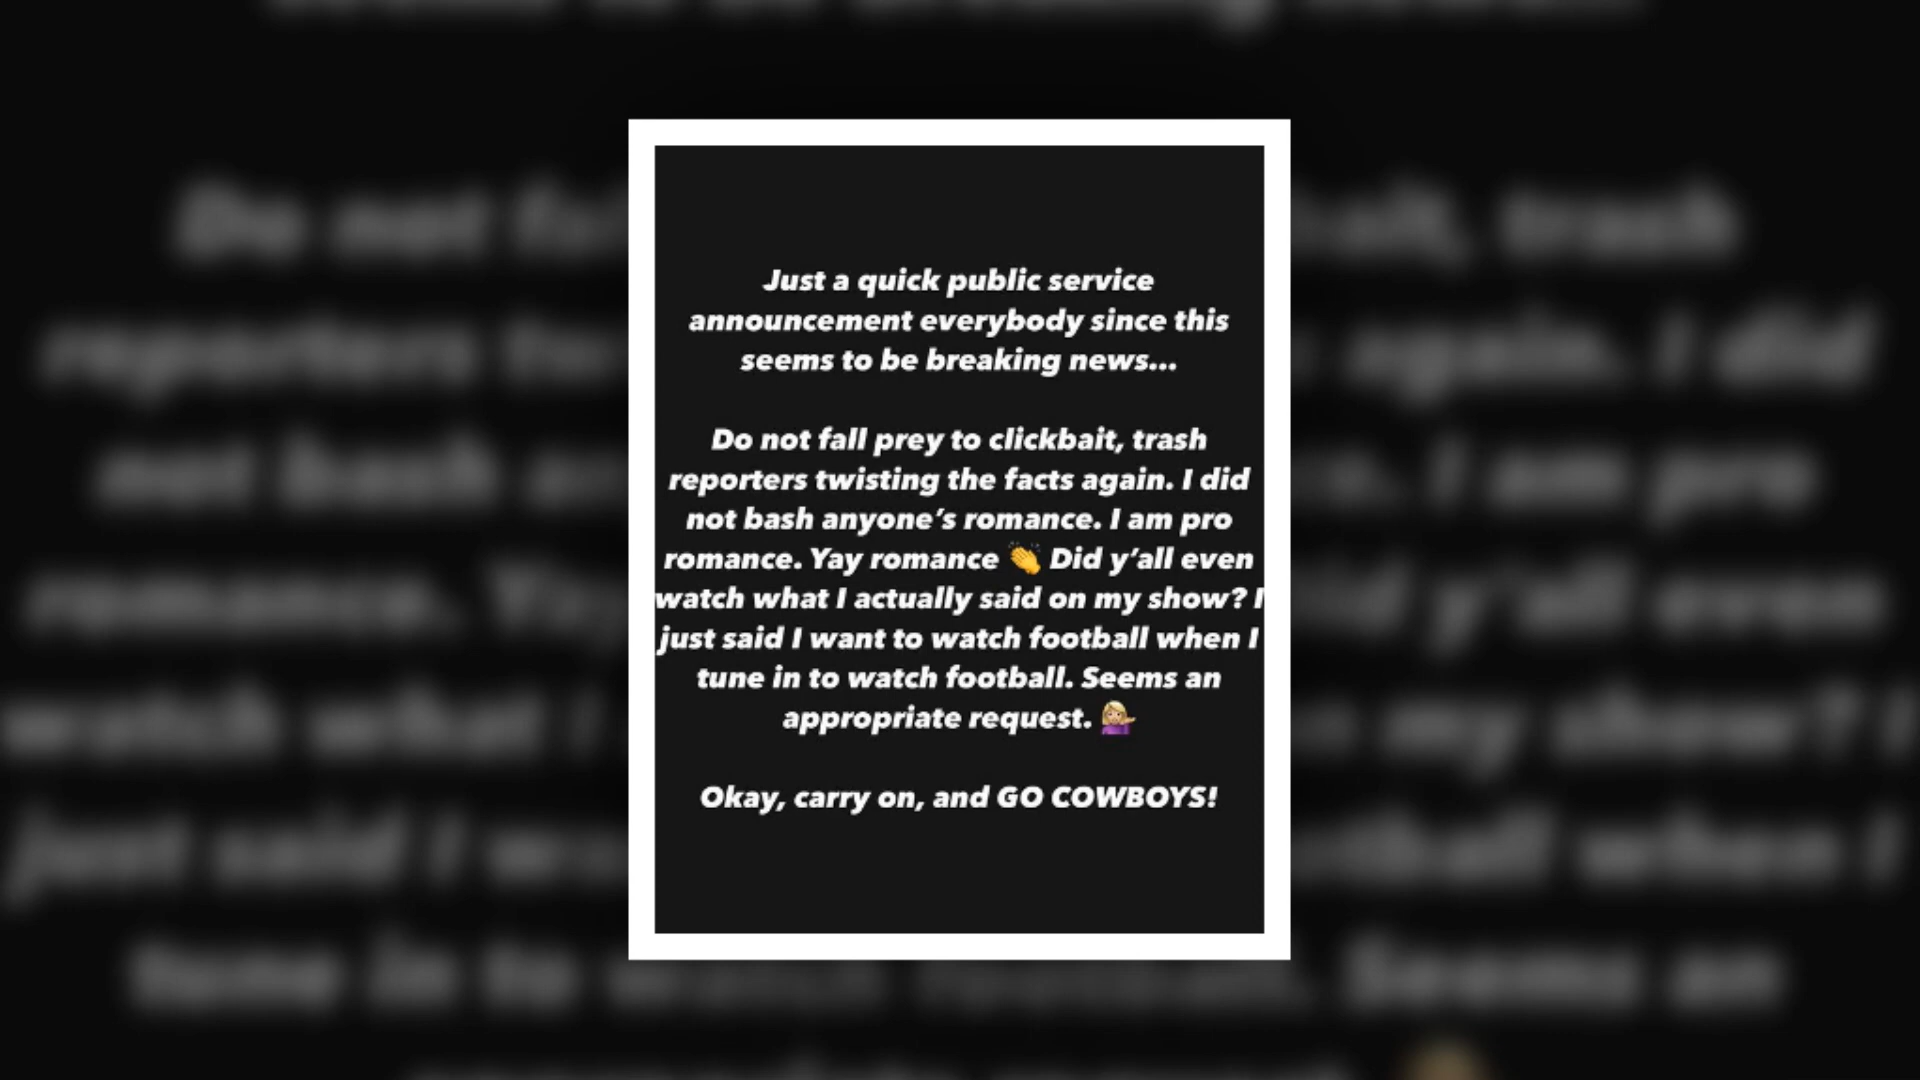 Just a quick public service
announcement everybody since this
seems to be breaking news...
Do not fall prey to clickbait, trash
reporters twisting the facts again. I did
not bash anyone’s romance. I am pro
romance. Yay romance 👏 Did y’all even
watch what I actually said on my show? I
just said I want to watch football when I
tune in to watch football. Seems an
appropriate request. 💁🏼‍♀️
Okay, carry on, and GO COWBOYS!